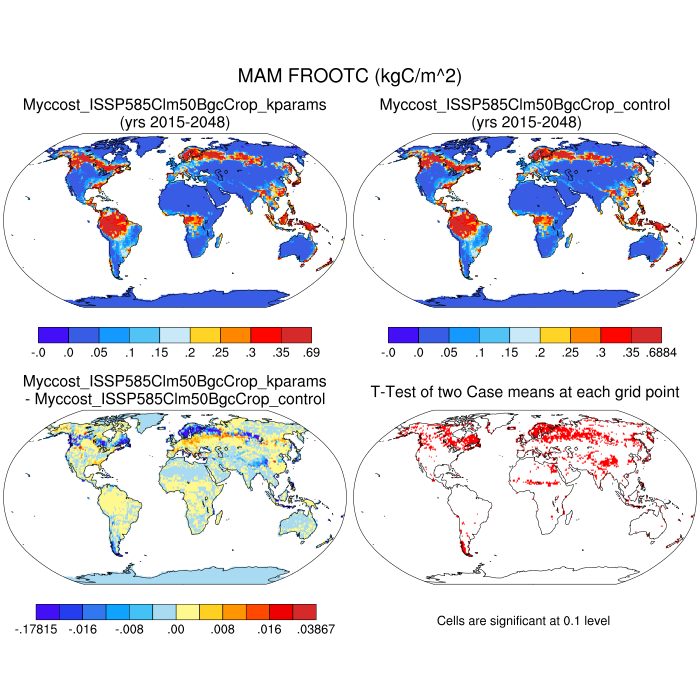 MAM FROOTC (kgC/m^2)
Myccost_ISSP585Clm50BgcCrop_kparams
(yrs 2015-2048)
Myccost_ISSP585Clm50BgcCrop_control
(yrs 2015-2048)
-.0 .0 .05 .1 .15 .2 .25 .3 .35 .69
-.0 .0 .05 .1 .15 .2 .25 .3 .35 .6884
Myccost_ISSP585Clm50BgcCrop_kparams
- Myccost_ISSP585Clm50BgcCrop_control
T-Test of two Case means at each grid point
-.17815 -.016 -.008 .00 .008 .016 .03867
Cells are significant at 0.1 level